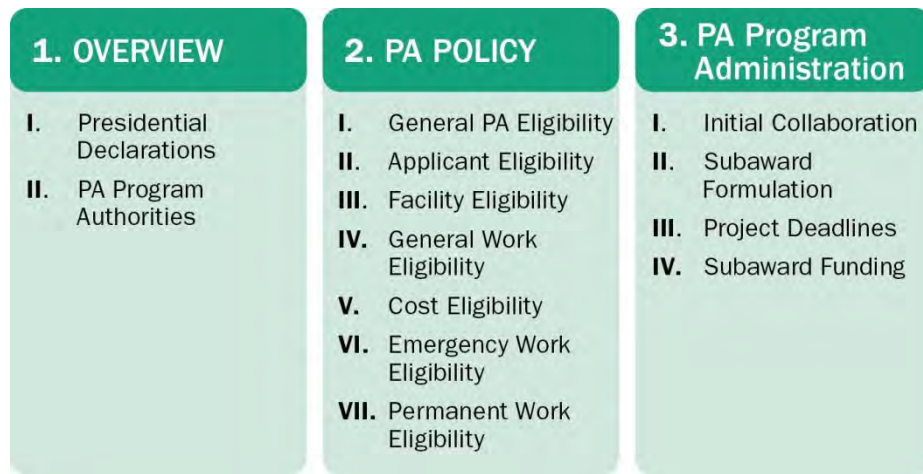 1. OVERVIEW
I. Presidential
Declarations
II. PA Program
Authorities
2. PA POLICY
I. General PA Eligibility
II. Applicant Eligibility
III. Facility Eligibility
IV. General Work
Eligibility
V. Cost Eligibility
VI. Emergency Work
Eligibility
VII. Permanent Work
Eligibility
3. PA Program
Administration
I. Initial Collaboration
II. Subaward
Formulation
III. Project Deadlines
IV. Subaward Funding